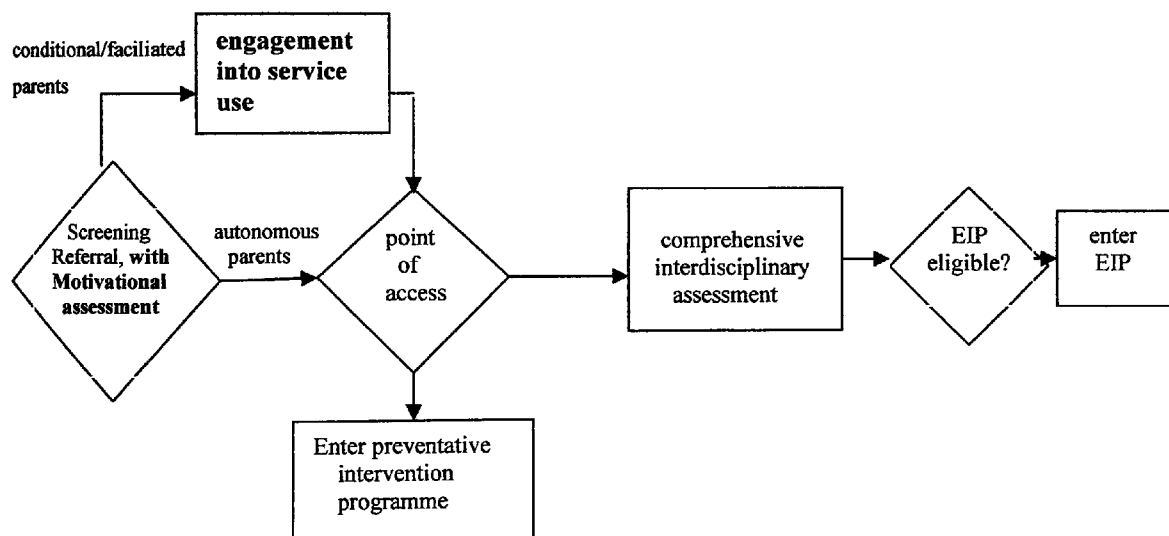 conditional/faciliated
parents
engagement
into service
use
Screening
Referral, with
Motivational
assessment
autonomous
parents
point
of
access
Enter preventative
intervention
programme
comprehensive
interdisciplinary
assessment
EIP
eligible?
enter
EIP